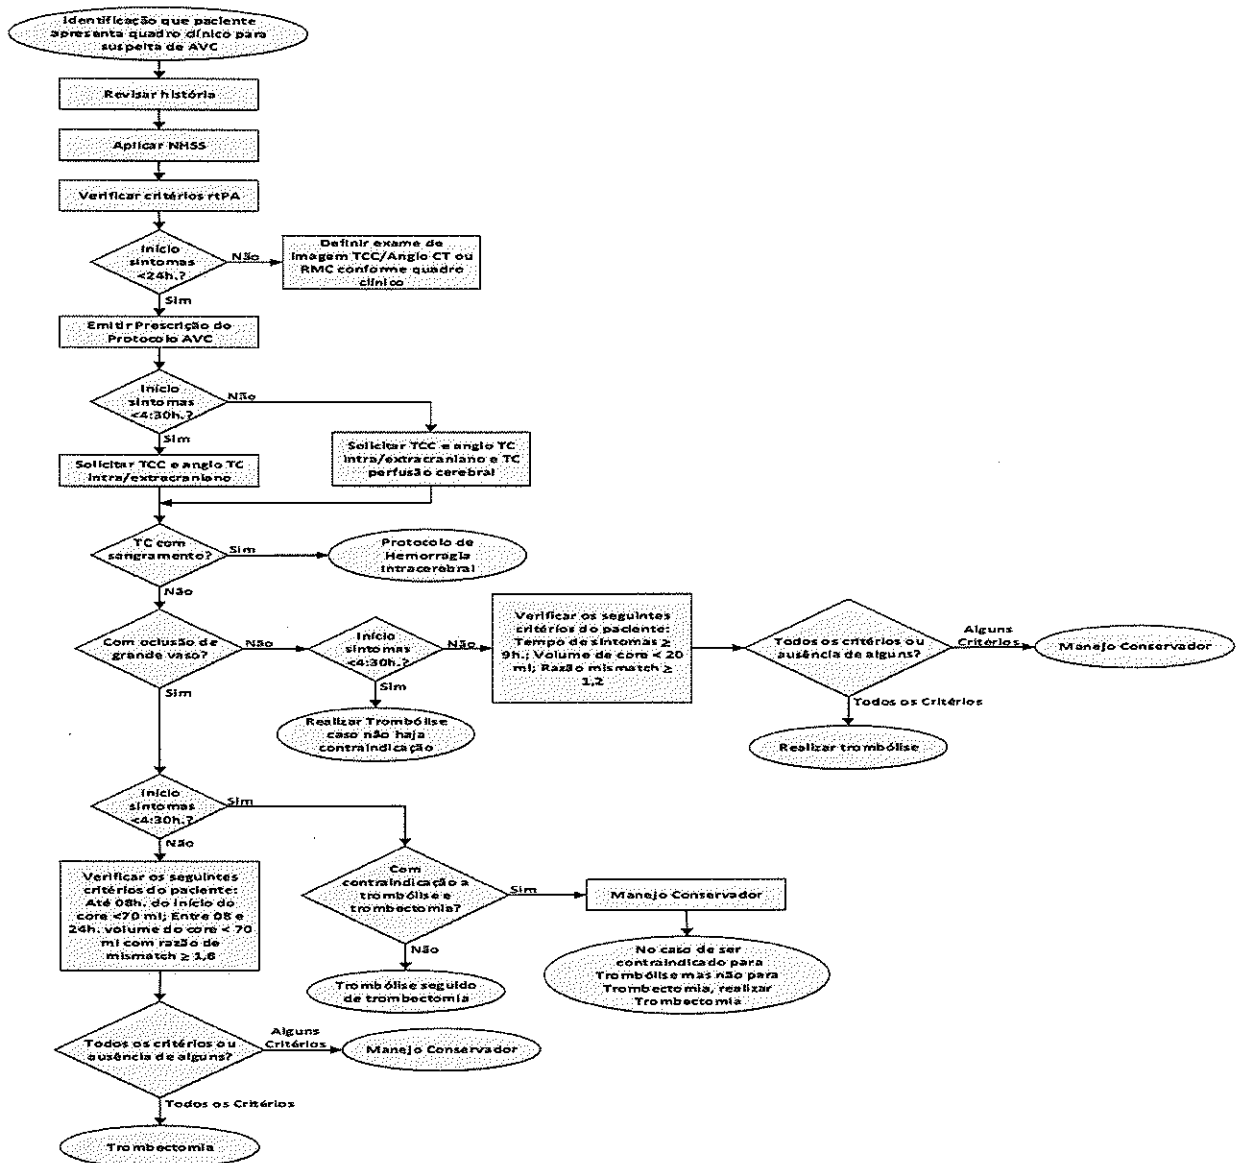 Identificação que paciente
apresenta quadro clínico para
suspeita de AVC
Revisar história
Aplicar NHSS
Verificar critérios rtPA
Início
sintomas
<24h.?
Não
Definir exame de
imagem TCC/Angio CT ou
RMC conforme quadro
clínico
Sim
Emitir Prescrição do
Protocolo AVC
Início
sintomas
<4:30h.?
Não
Sim
Solicitar TCC e angio TC
intra/extracraniano
Solicitar TCC e angio TC
intra/extracraniano e TC
perfusão cerebral
TC com
sangramento?
Sim
Protocolo de
Hemorragia
Intracerebral
Não
Com oclusão de
grande vaso?
Não
Início
sintomas
<4:30h.?
Não
Verificar os seguintes
critérios do paciente:
Tempo de sintomas ≥
9h.; Volume de core < 20
ml; Razão mismatch ≥
1,2
Todos os critérios ou
ausência de alguns?
Alguns
Critérios
Manejo Conservador
Sim
Sim
Realizar Trombólise
caso não haja
contraindicação
Todos os Critérios
Realizar trombólise
Início
sintomas
<4:30h.?
Sim
Não
Verificar os seguintes
critérios do paciente:
Até 08h. do início do
core <70 ml; Entre 08 e
24h. volume do core < 70
ml com razão de
mismatch ≥ 1,8
Com
contraindicação a
trombólise e
trombectomia?
Sim
Manejo Conservador
Não
Trombólise seguido
de trombectomia
No caso de ser
contraindicado para
Trombólise mas não para
Trombectomia, realizar
Trombectomia
Todos os critérios ou
ausência de alguns?
Alguns
Critérios
Manejo Conservador
Todos os Critérios
Trombectomia